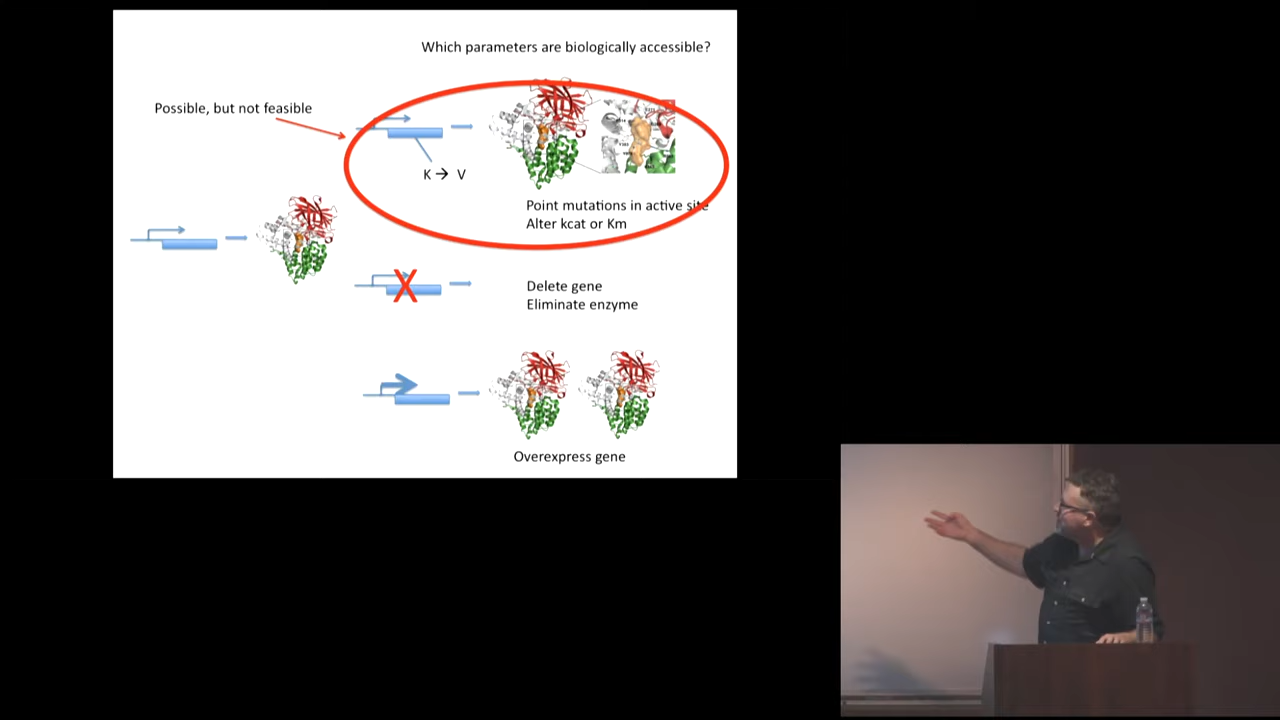 Which parameters are biologically accessible?
Possible, but not feasible
K → V
Point mutations in active site
Alter kcat or Km
X
Delete gene
Eliminate enzyme
Overexpress gene